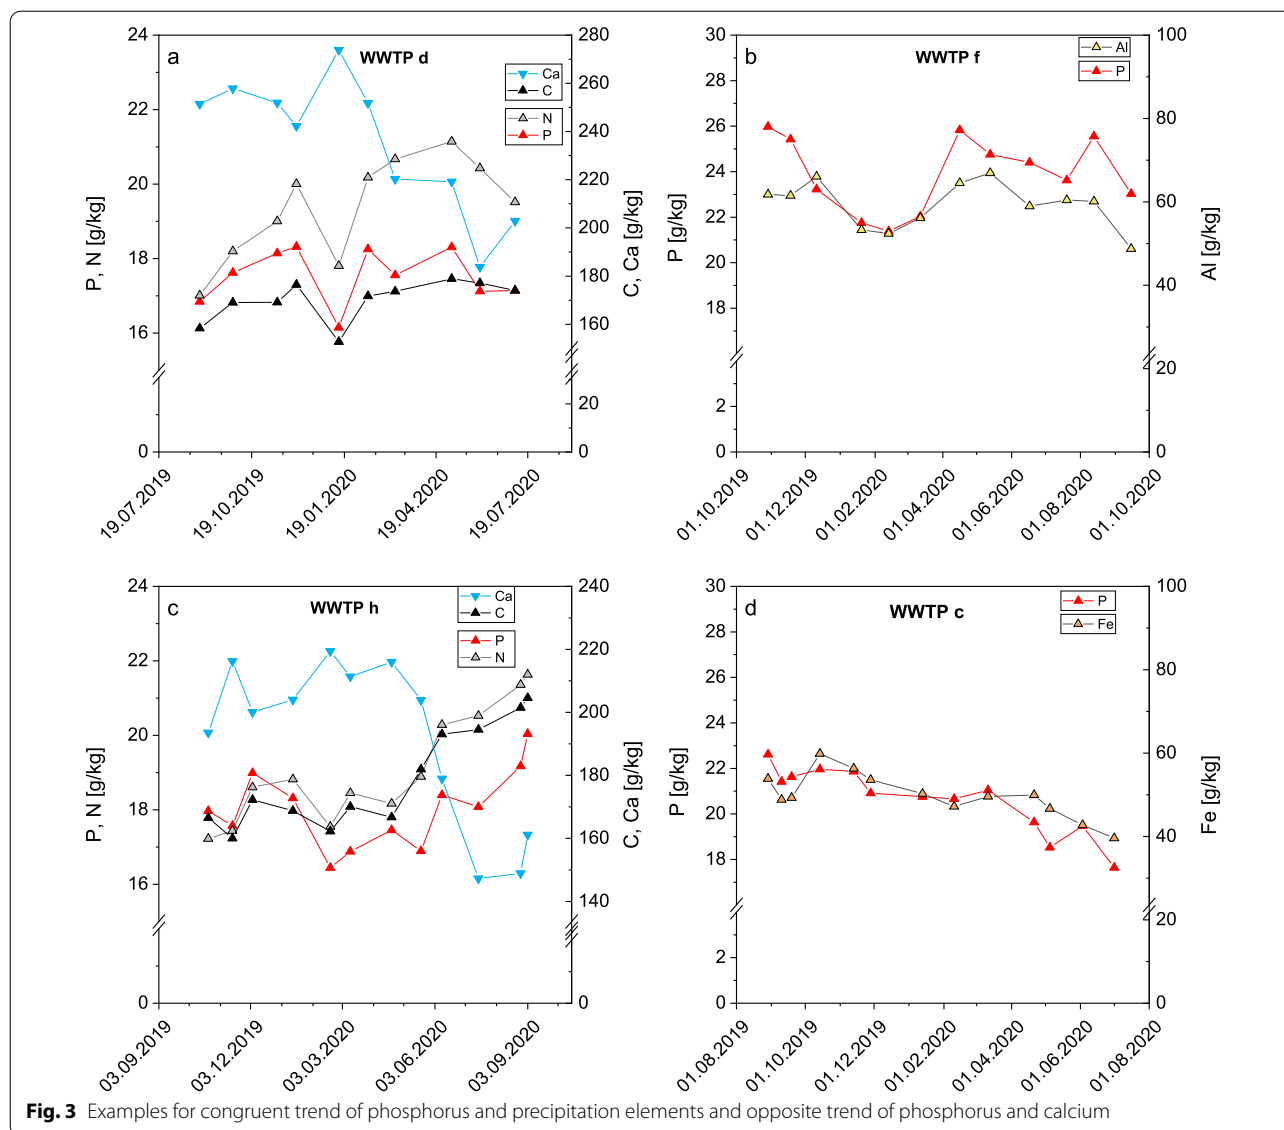 a
WWTP d
Ca
C
N
P
24
22
20
18
16
0
P, N [g/kg]
280
260
240
220
200
180
160
20
0
C, Ca [g/kg]
19.07.2019
19.10.2019
19.01.2020
19.04.2020
19.07.2020
b
WWTP f
Al
P
30
28
26
24
22
20
18
2
0
P [g/kg]
100
80
60
40
20
0
Al [g/kg]
01.10.2019
01.12.2019
01.02.2020
01.04.2020
01.06.2020
01.08.2020
01.10.2020
c
WWTP h
Ca
C
P
N
24
22
20
18
16
0
P, N [g/kg]
240
220
200
180
160
140
0
C, Ca [g/kg]
03.09.2019
03.12.2019
03.03.2020
03.06.2020
03.09.2020
d
WWTP c
P
Fe
30
28
26
24
22
20
18
2
0
P [g/kg]
100
80
60
40
20
0
Fe [g/kg]
01.08.2019
01.10.2019
01.12.2019
01.02.2020
01.04.2020
01.06.2020
01.08.2020
Fig. 3 Examples for congruent trend of phosphorus and precipitation elements and opposite trend of phosphorus and calcium